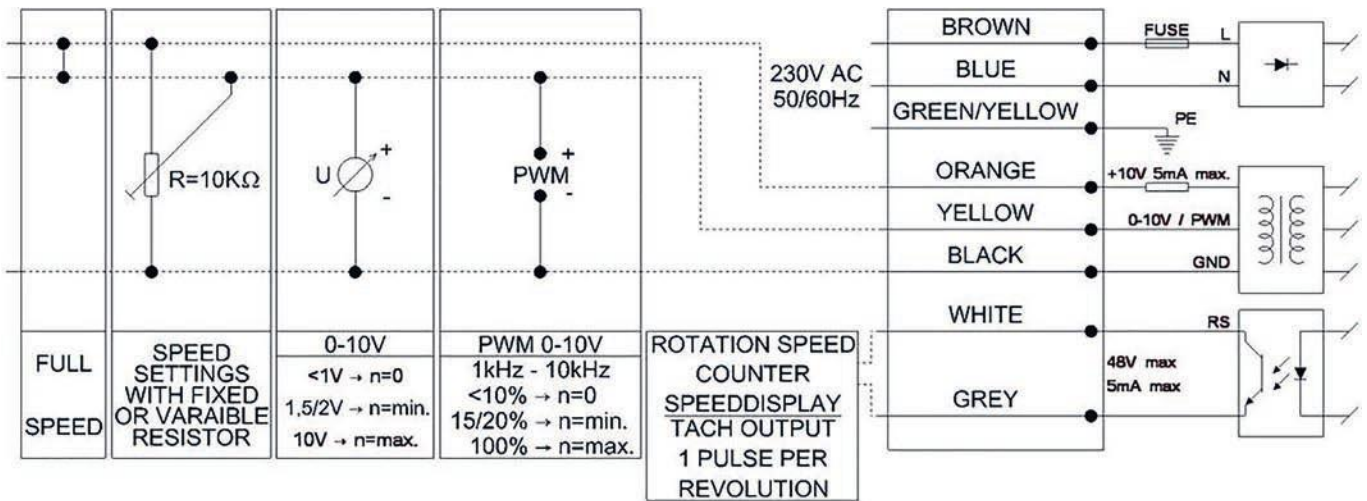 FULL
SPEED
R=10KΩ
SPEED
SETTINGS
WITH FIXED
OR VARAIBLE
RESISTOR
U
+
-
0-10V
<1V → n=0
1,5/2V → n=min.
10V → n=max.
+
PWM
-
PWM 0-10V
1kHz - 10kHz
<10% → n=0
15/20% → n=min.
100% → n=max.
ROTATION SPEED
COUNTER
SPEEDDISPLAY
TACH OUTPUT
1 PULSE PER
REVOLUTION
230V AC
50/60Hz
BROWN
BLUE
GREEN/YELLOW
ORANGE
YELLOW
BLACK
WHITE
GREY
FUSE L
N
PE
+10V 5mA max.
0-10V / PWM
GND
RS
48V max
5mA max